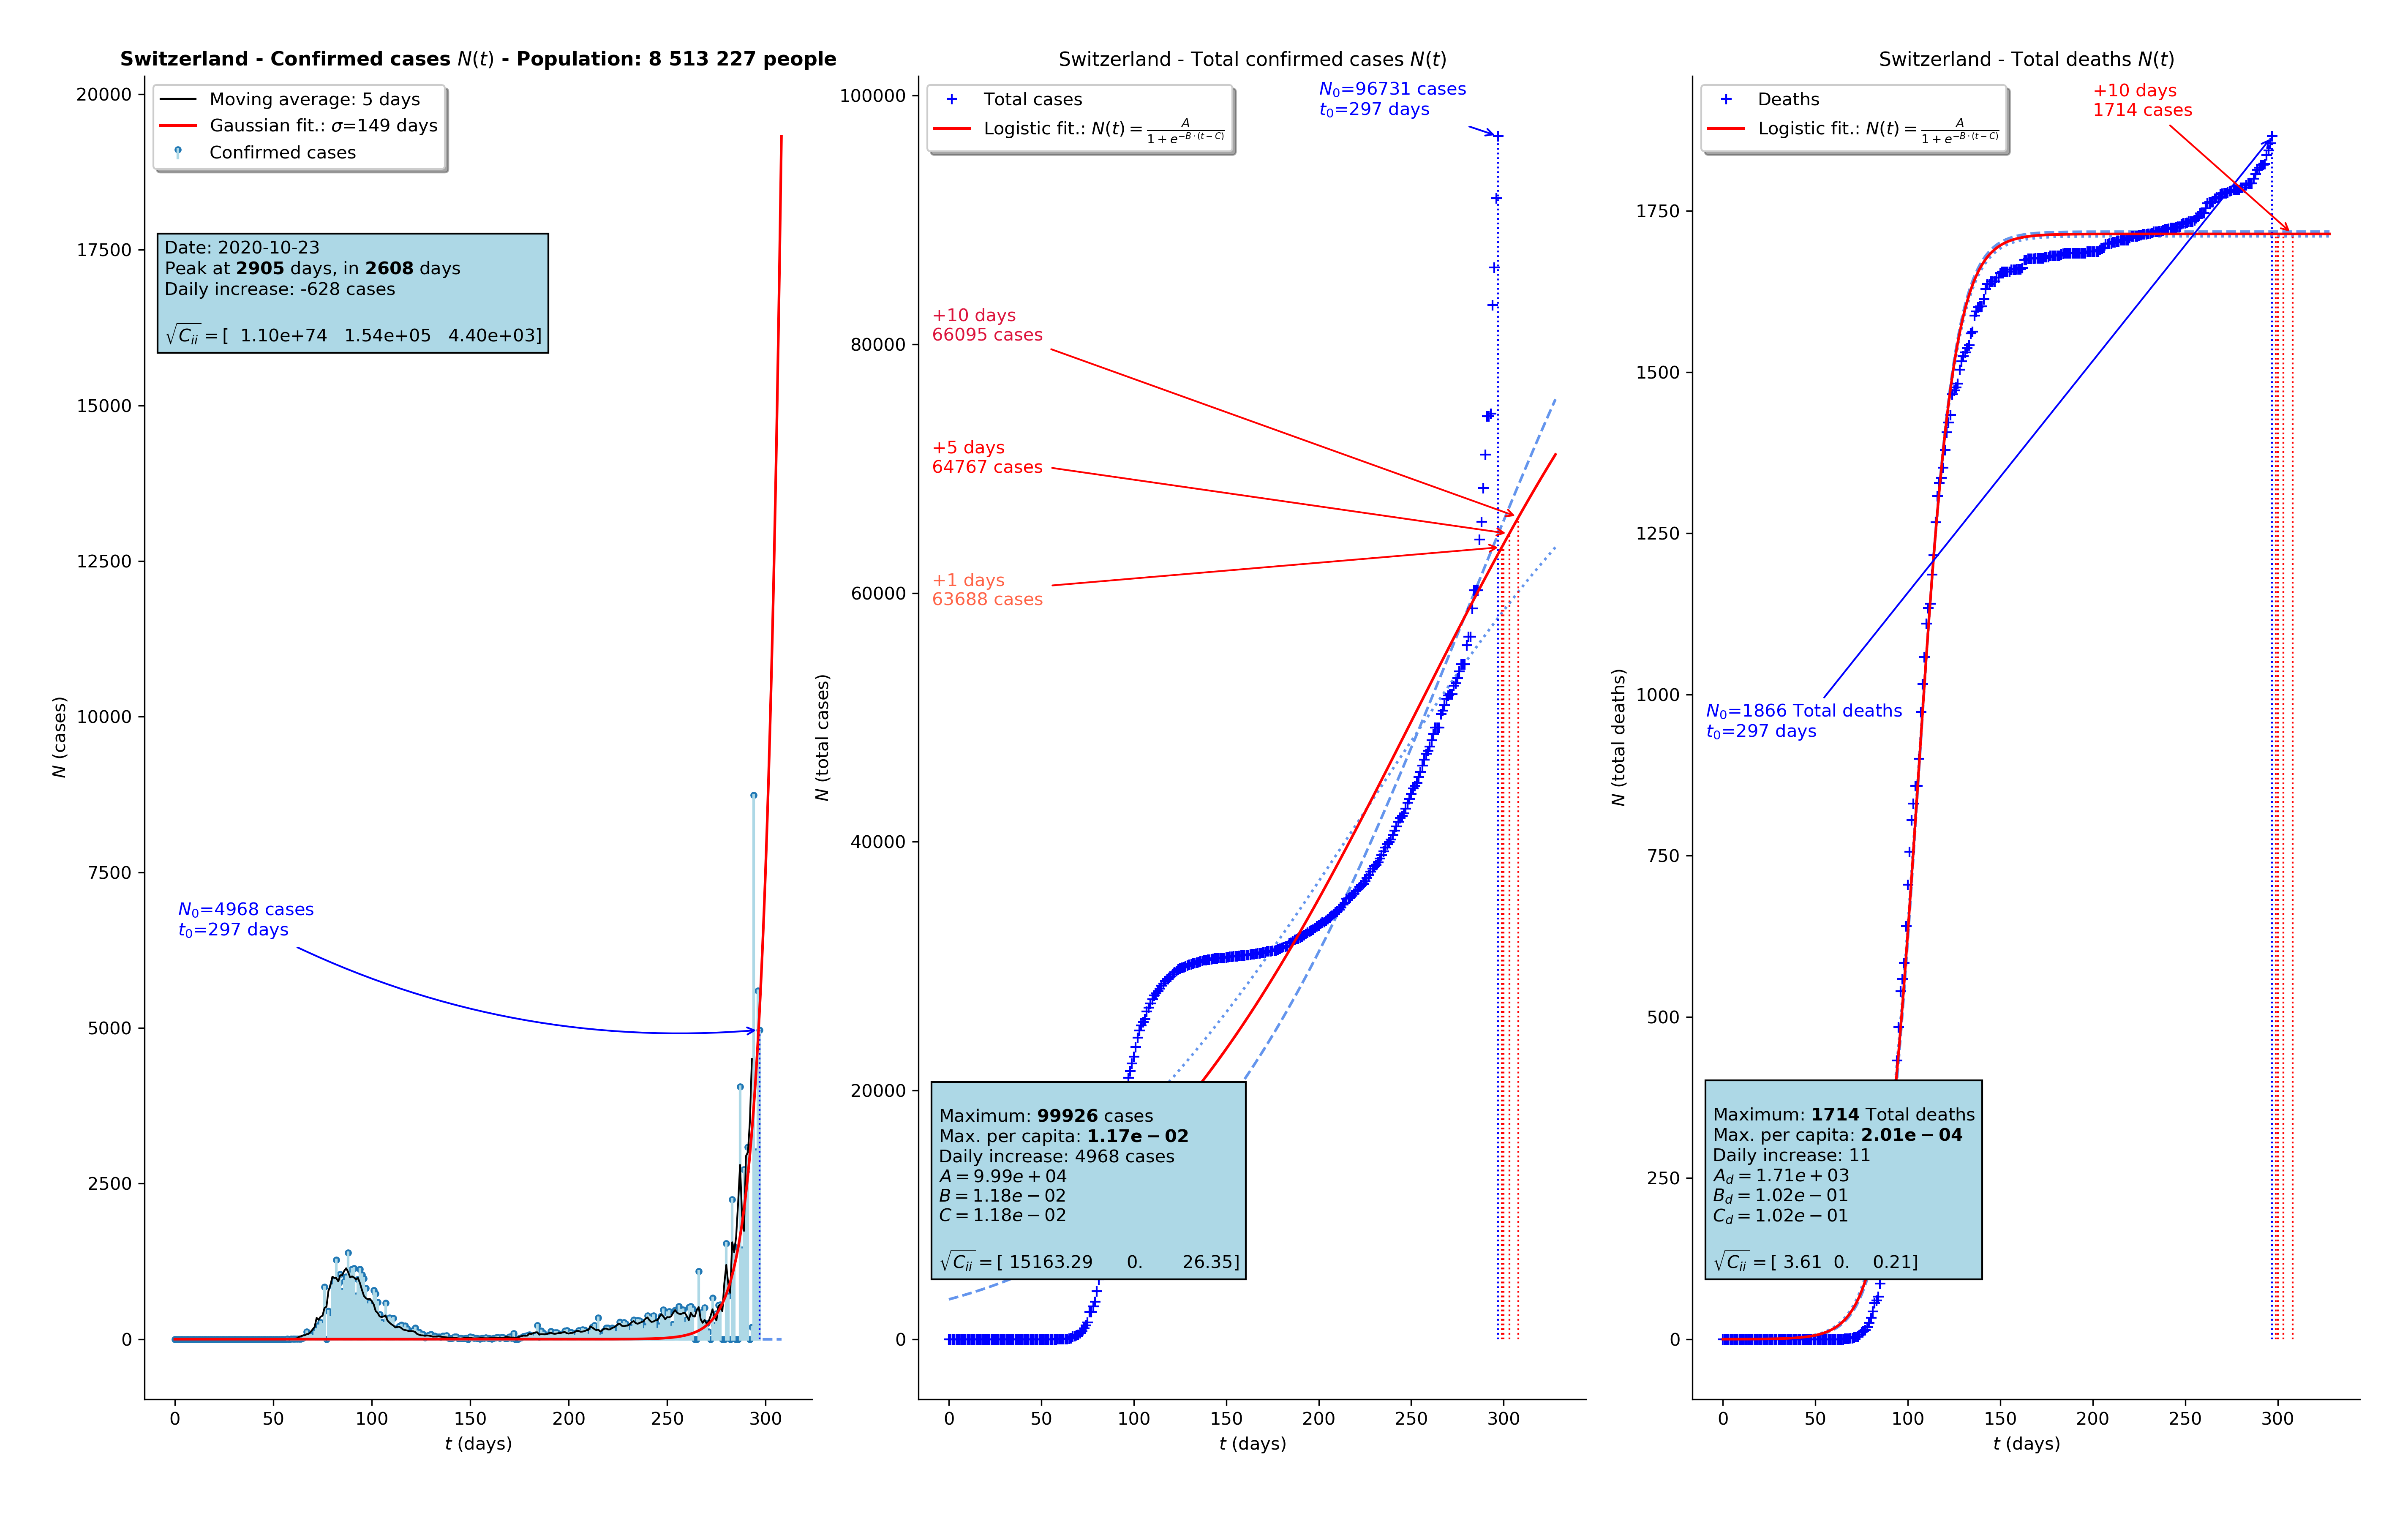 Switzerland - Confirmed cases N(t) - Population: 8 513 227 people
20000
17500
15000
12500
10000
7500
5000
2500
0
N (cases)
0 50 100 150 200 250 300
t (days)
Moving average: 5 days
Gaussian fit.: σ=149 days
Confirmed cases
Date: 2020-10-23
Peak at 2905 days, in 2608 days
Daily increase: -628 cases
√Cᵢᵢ = [ 1.10e+74 1.54e+05 4.40e+03]
N₀=4968 cases
t₀=297 days
Switzerland - Total confirmed cases N(t)
100000
80000
60000
40000
20000
0
N (total cases)
0 50 100 150 200 250 300
t (days)
Total cases
Logistic fit.: N(t) = A / (1 + e^(−B·(t−C)))
N₀=96731 cases
t₀=297 days
+10 days
66095 cases
+5 days
64767 cases
+1 days
63688 cases
Maximum: 99926 cases
Max. per capita: 1.17e − 02
Daily increase: 4968 cases
A = 9.99e + 04
B = 1.18e − 02
C = 1.18e − 02
√Cᵢᵢ = [ 15163.29 0. 26.35]
Switzerland - Total deaths N(t)
1750
1500
1250
1000
750
500
250
0
N (total deaths)
0 50 100 150 200 250 300
t (days)
Deaths
Logistic fit.: N(t) = A / (1 + e^(−B·(t−C)))
+10 days
1714 cases
N₀=1866 Total deaths
t₀=297 days
Maximum: 1714 Total deaths
Max. per capita: 2.01e − 04
Daily increase: 11
A_d = 1.71e + 03
B_d = 1.02e − 01
C_d = 1.02e − 01
√Cᵢᵢ = [ 3.61 0. 0.21]